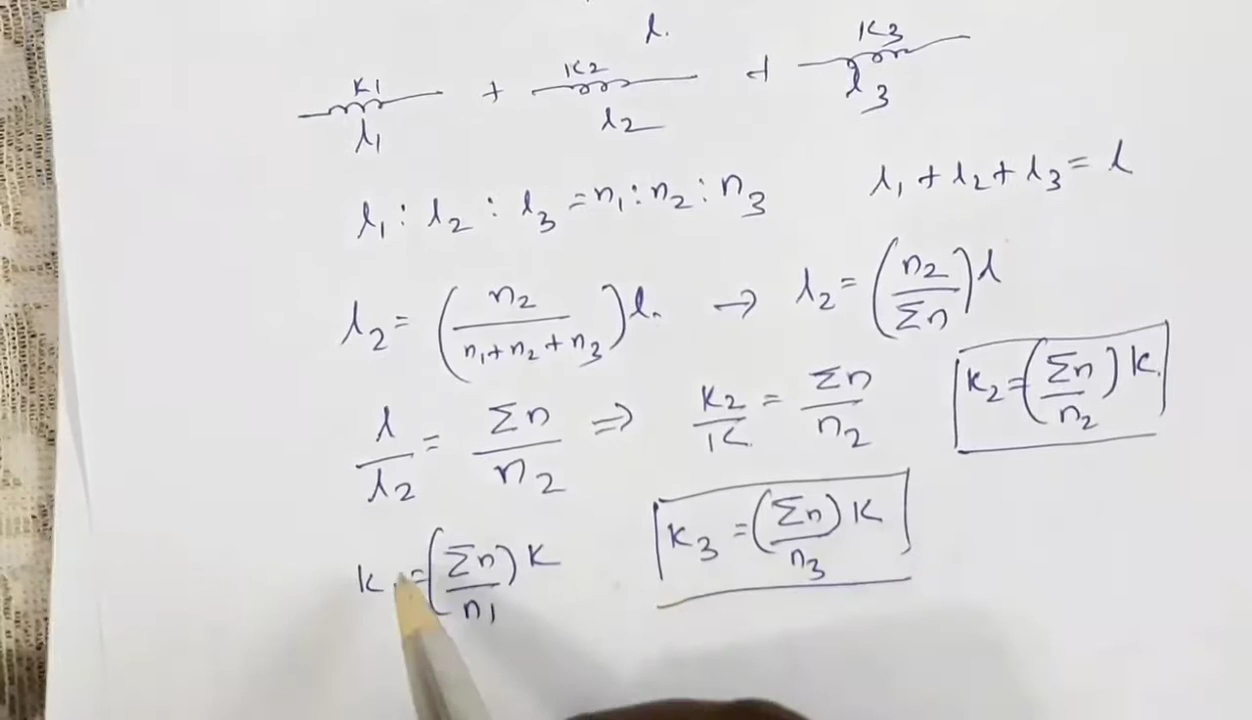 l.
k1 + k2 + k3
l1 l2 l3
l1 : l2 : l3 = n1 : n2 : n3 l1 + l2 + l3 = l
l2 = (n2 / n1+n2+n3) l. → l2 = (n2 / Σn) l
l / l2 = Σn / n2 ⇒ k2 / k = Σn / n2 k2 = (Σn / n2) k.
k = (Σn / n1) k k3 = (Σn / n3) k